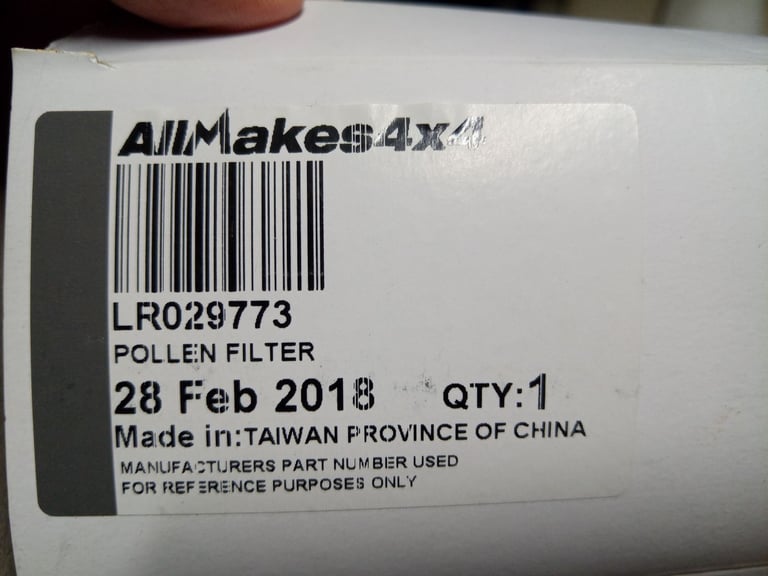 AllMakes4x4
LR029773
POLLEN FILTER
28 Feb 2018 QTY:1
Made in:TAIWAN PROVINCE OF CHINA
MANUFACTURERS PART NUMBER USED
FOR REFERENCE PURPOSES ONLY